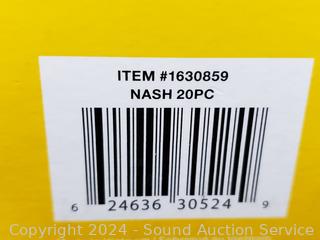 ITEM #1630859
NASH 20PC
6 24636 30524 9
Copyright 2024 - Sound Auction Service